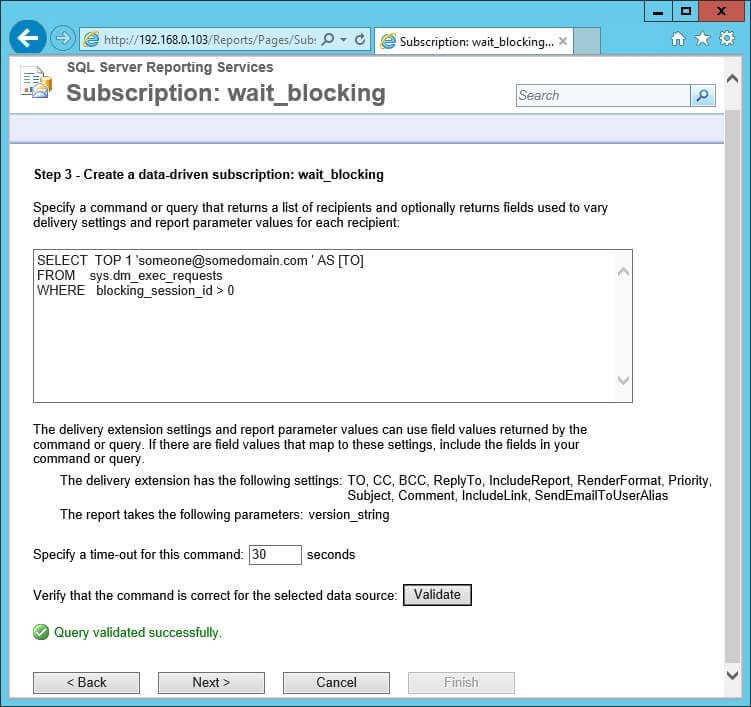 http://192.168.0.103/Reports/Pages/Sub:
Subscription: wait_blocking...
SQL Server Reporting Services
Subscription: wait_blocking
Search
Step 3 - Create a data-driven subscription: wait_blocking
Specify a command or query that returns a list of recipients and optionally returns fields used to vary
delivery settings and report parameter values for each recipient:
SELECT TOP 1 'someone@somedomain.com ' AS [TO]
FROM sys.dm_exec_requests
WHERE blocking_session_id > 0
The delivery extension settings and report parameter values can use field values returned by the
command or query. If there are field values that map to these settings, include the fields in your
command or query.
The delivery extension has the following settings: TO, CC, BCC, ReplyTo, IncludeReport, RenderFormat, Priority,
Subject, Comment, IncludeLink, SendEmailToUserAlias
The report takes the following parameters: version_string
Specify a time-out for this command: 30 seconds
Verify that the command is correct for the selected data source: Validate
Query validated successfully.
< Back Next > Cancel Finish